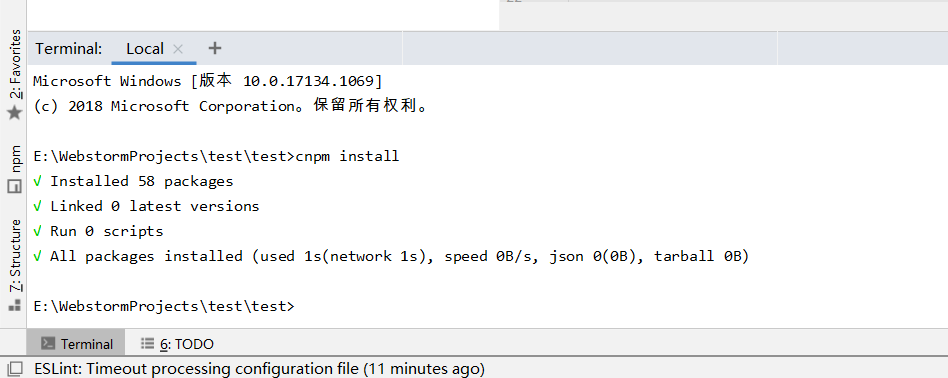 Terminal:
Local
2: Favorites
Microsoft Windows [版本 10.0.17134.1069]
(c) 2018 Microsoft Corporation。保留所有权利。
npm
E:\WebstormProjects\test\test>cnpm install
√ Installed 58 packages
√ Linked 0 latest versions
√ Run 0 scripts
√ All packages installed (used 1s(network 1s), speed 0B/s, json 0(0B), tarball 0B)
7: Structure
E:\WebstormProjects\test\test>
Terminal
6: TODO
ESLint: Timeout processing configuration file (11 minutes ago)